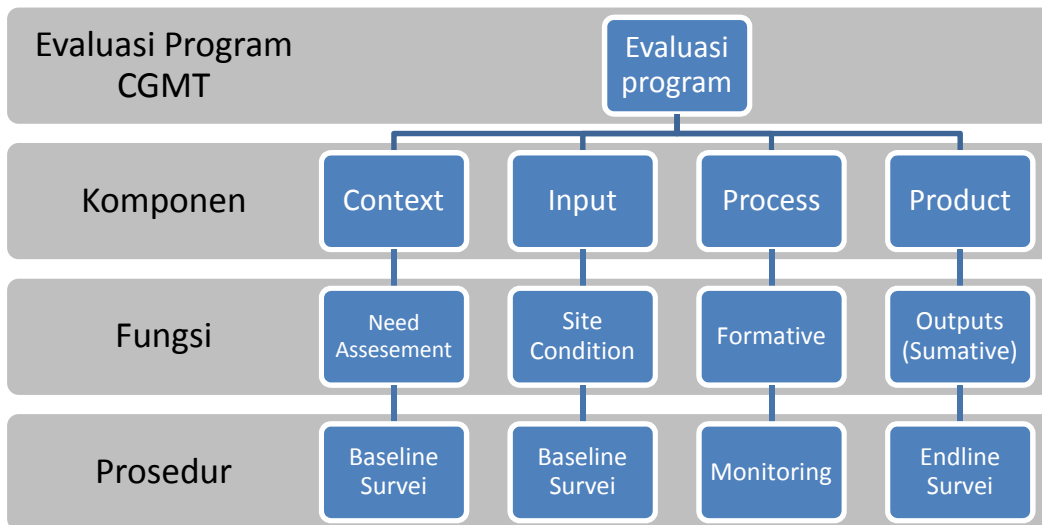 Evaluasi Program
CGMT
Evaluasi
program
Komponen
Context
Input
Process
Product
Fungsi
Need
Assesement
Site
Condition
Formative
Outputs
(Sumative)
Prosedur
Baseline
Survei
Baseline
Survei
Monitoring
Endline
Survei